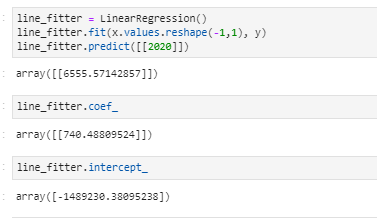 line_fitter = LinearRegression()
line_fitter.fit(x.values.reshape(-1,1), y)
line_fitter.predict([[2020]])
array([[6555.57142857]])
line_fitter.coef_
array([[740.48809524]])
line_fitter.intercept_
array([-1489230.38095238])